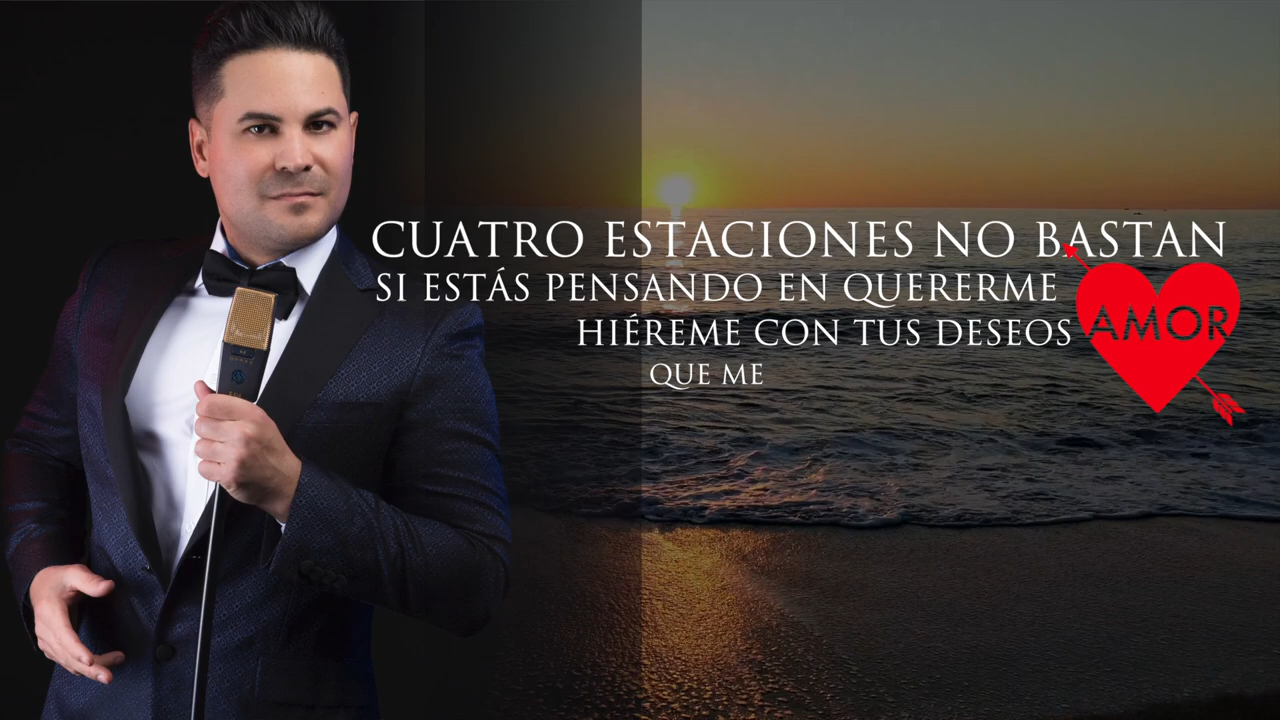 CUATRO ESTACIONES NO BASTAN
SI ESTÁS PENSANDO EN QUERERME
HIÉREME CON TUS DESEOS
AMOR
QUE ME